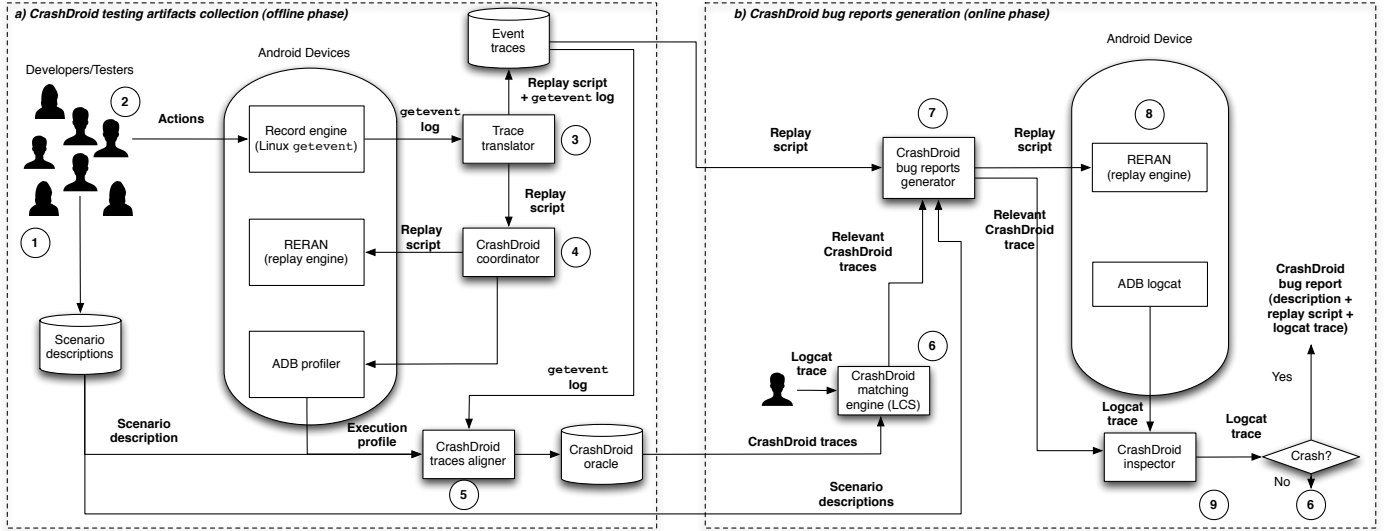 a) CrashDroid testing artifacts collection (offline phase)
Developers/Testers
1
2
Actions
Scenario
descriptions
Android Devices
Record engine
(Linux getevent)
RERAN
(replay engine)
ADB profiler
getevent
log
Event
traces
Replay script
+ getevent log
Trace
translator
3
Replay
script
CrashDroid
coordinator
4
Replay
script
Scenario
description
Execution
profile
getevent
log
CrashDroid
traces aligner
5
CrashDroid
oracle
b) CrashDroid bug reports generation (online phase)
Replay
script
7
CrashDroid
bug reports
generator
Replay
script
Relevant
CrashDroid
trace
Relevant
CrashDroid
traces
6
Logcat
trace
CrashDroid
matching
engine (LCS)
CrashDroid traces
Scenario
descriptions
Android Device
8
RERAN
(replay engine)
ADB logcat
Logcat
trace
CrashDroid
inspector
9
Logcat
trace
Crash?
Yes
No
6
CrashDroid
bug report
(description +
replay script +
logcat trace)